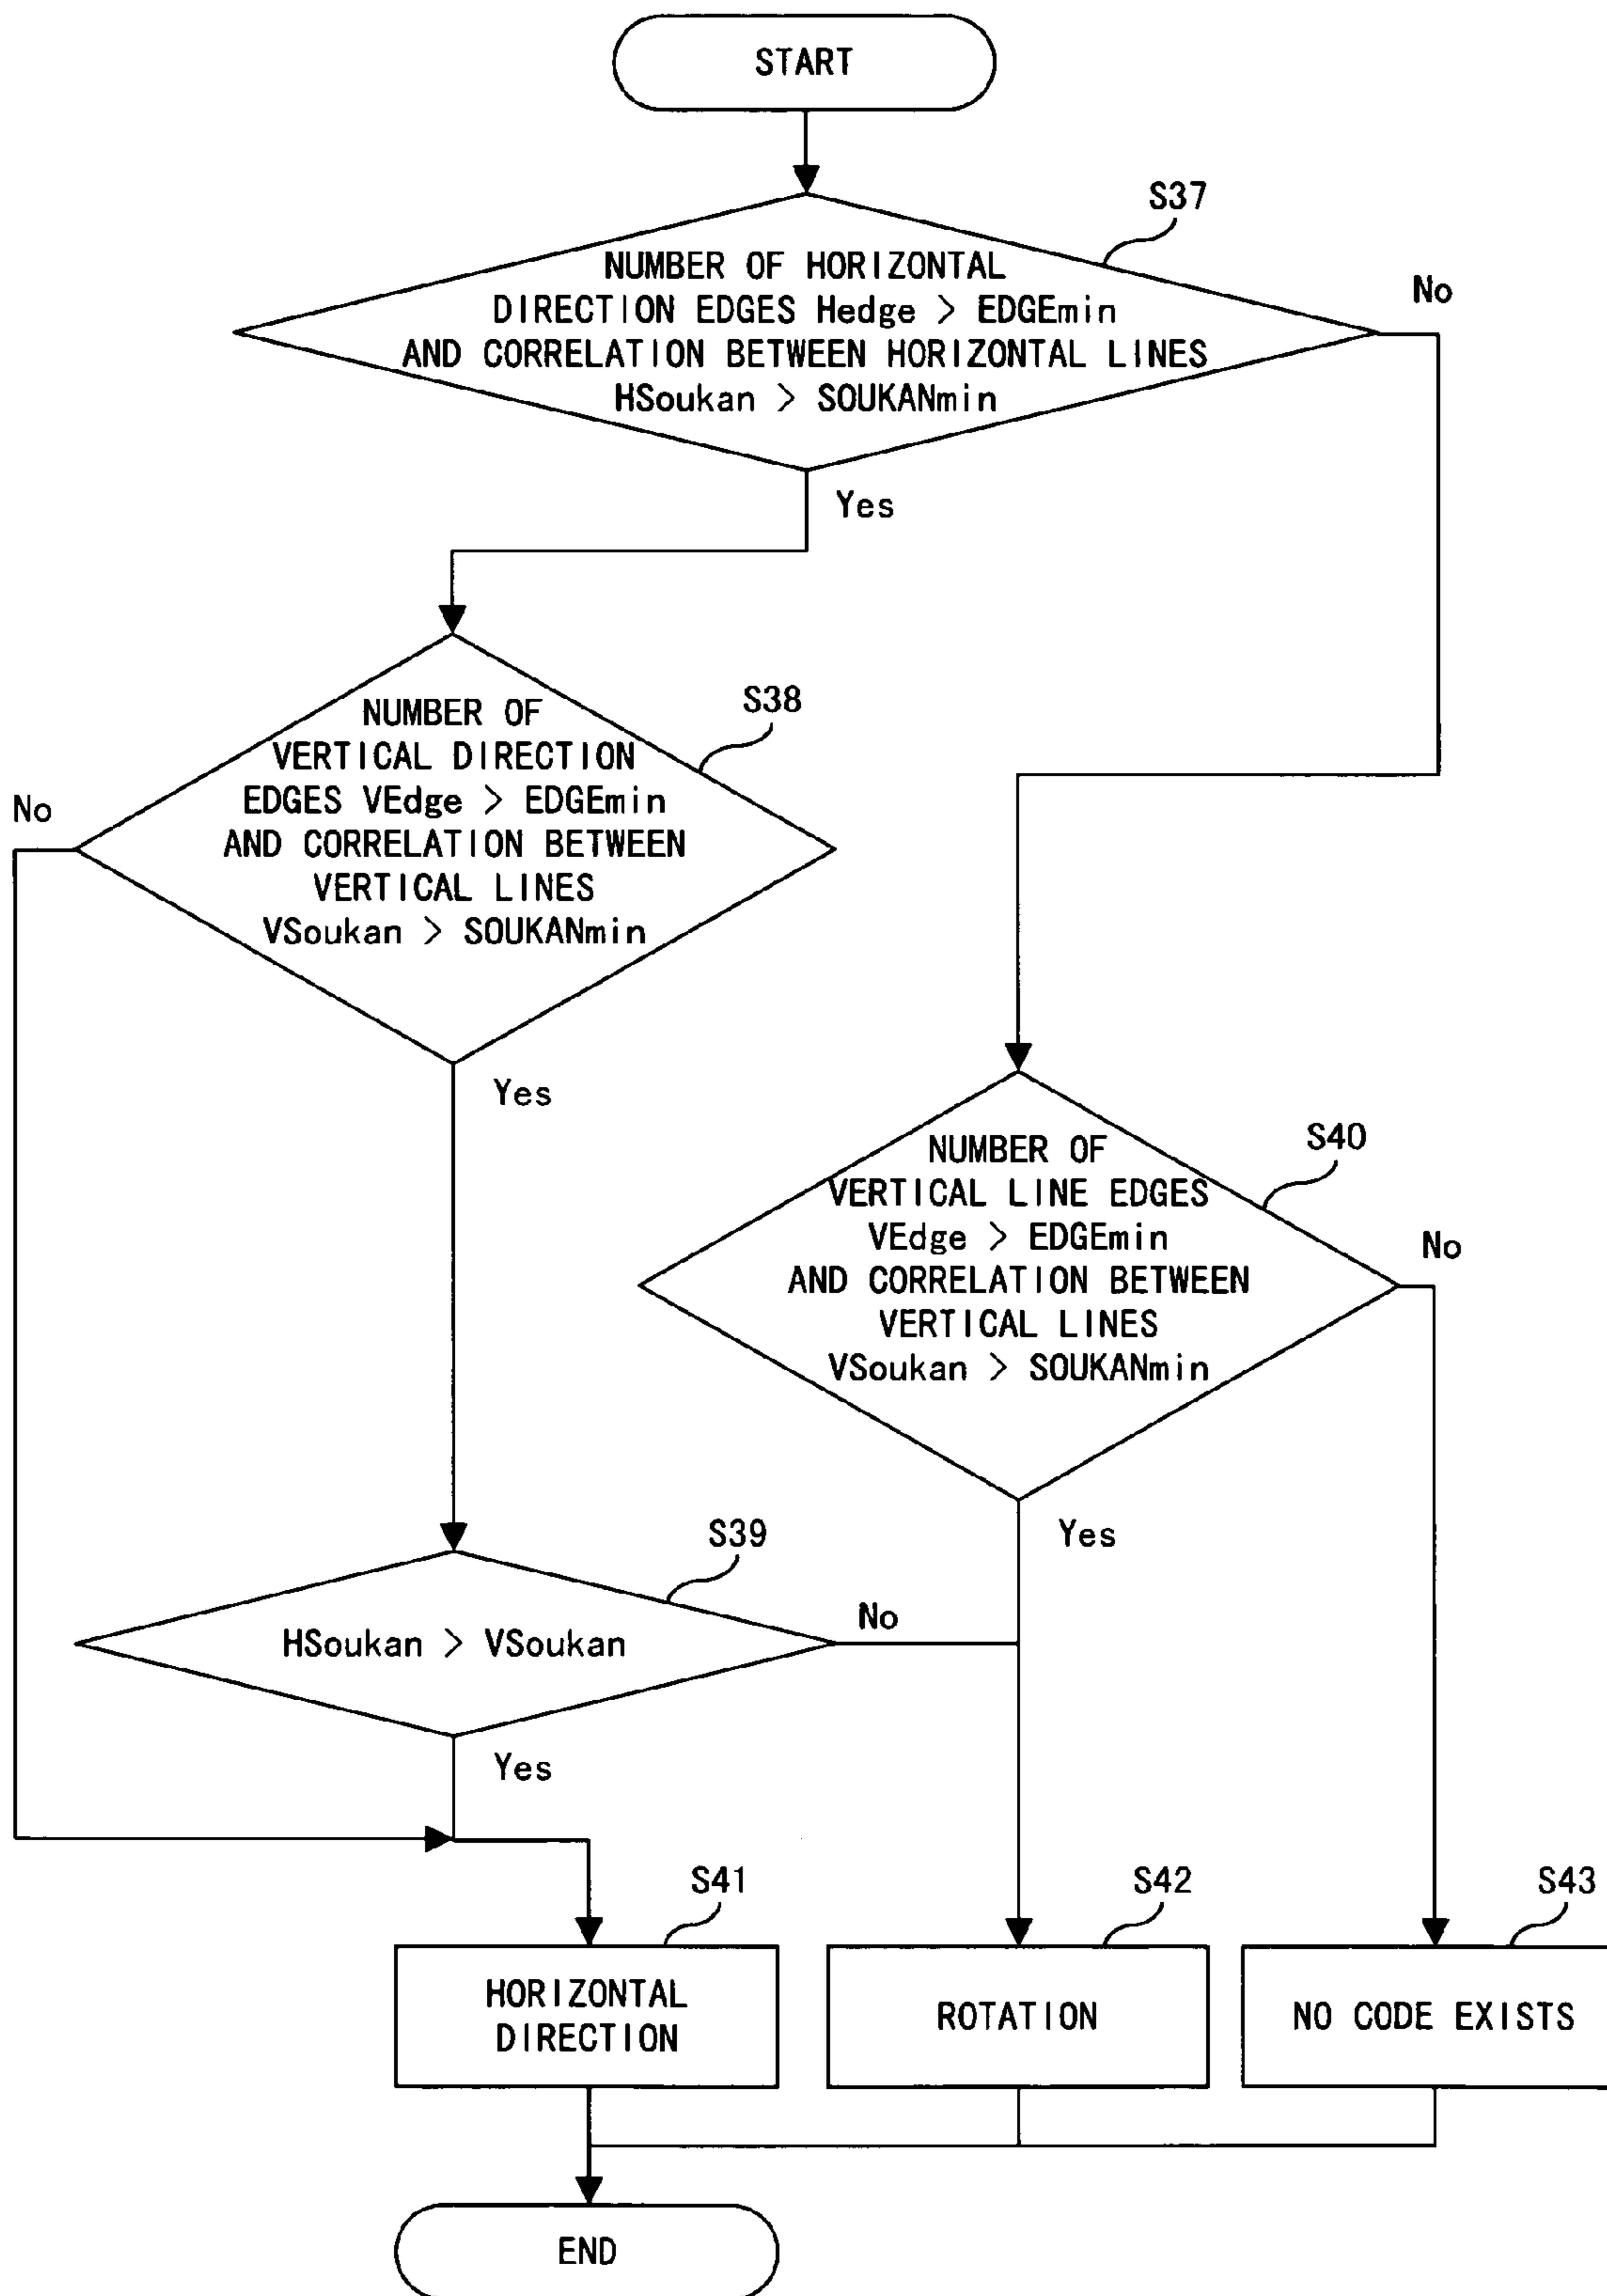 START
S37
NUMBER OF HORIZONTAL
DIRECTION EDGES Hedge > EDGEmin
AND CORRELATION BETWEEN HORIZONTAL LINES
HSoukan > SOUKANmin
No
Yes
S38
NUMBER OF
VERTICAL DIRECTION
EDGES VEdge > EDGEmin
AND CORRELATION BETWEEN
VERTICAL LINES
VSoukan > SOUKANmin
No
Yes
S40
NUMBER OF
VERTICAL LINE EDGES
VEdge > EDGEmin
AND CORRELATION BETWEEN
VERTICAL LINES
VSoukan > SOUKANmin
No
Yes
S39
HSoukan > VSoukan
No
Yes
S41
HORIZONTAL
DIRECTION
S42
ROTATION
S43
NO CODE EXISTS
END